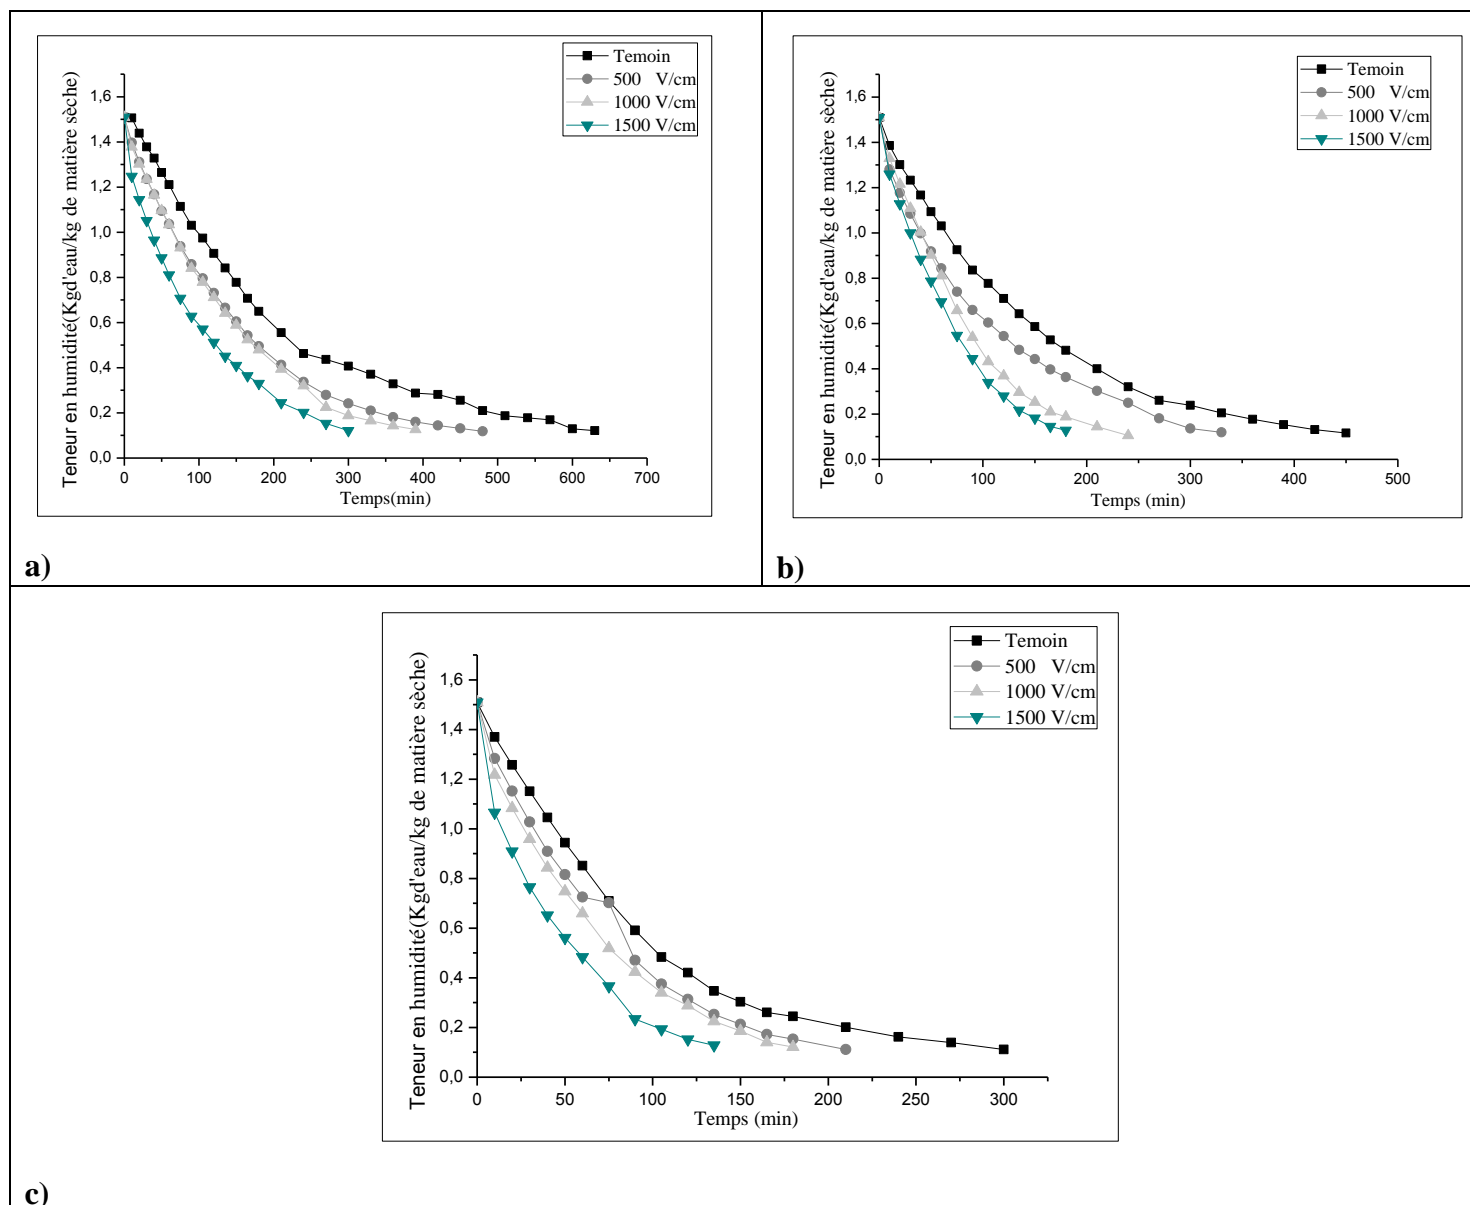 Temoin
500 V/cm
1000 V/cm
1500 V/cm
Teneur en humidité(Kgd'eau/kg de matière sèche)
1,6
1,4
1,2
1,0
0,8
0,6
0,4
0,2
0,0
0 100 200 300 400 500 600 700
Temps(min)
a)
Temoin
500 V/cm
1000 V/cm
1500 V/cm
Teneur en humidité(Kgd'eau/kg de matière sèche)
1,6
1,4
1,2
1,0
0,8
0,6
0,4
0,2
0,0
0 100 200 300 400 500
Temps (min)
b)
Temoin
500 V/cm
1000 V/cm
1500 V/cm
Teneur en humidité(Kgd'eau/kg de matière sèche)
1,6
1,4
1,2
1,0
0,8
0,6
0,4
0,2
0,0
0 50 100 150 200 250 300
Temps (min)
c)